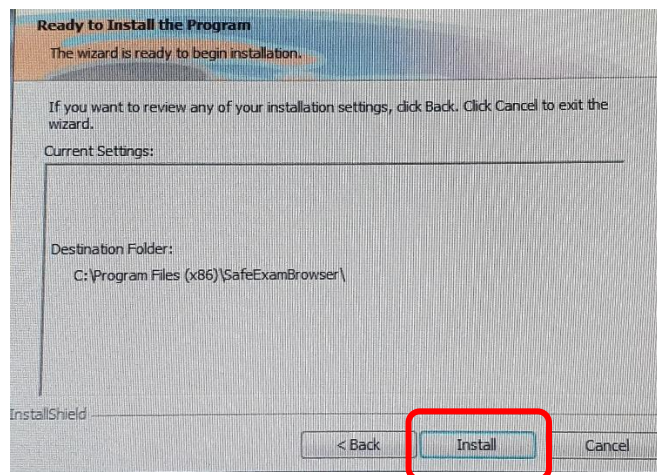 Ready to Install the Program
The wizard is ready to begin installation.
If you want to review any of your installation settings, click Back. Click Cancel to exit the
wizard.
Current Settings:
Destination Folder:
C:\Program Files (x86)\SafeExamBrowser\
InstallShield
< Back
Install
Cancel